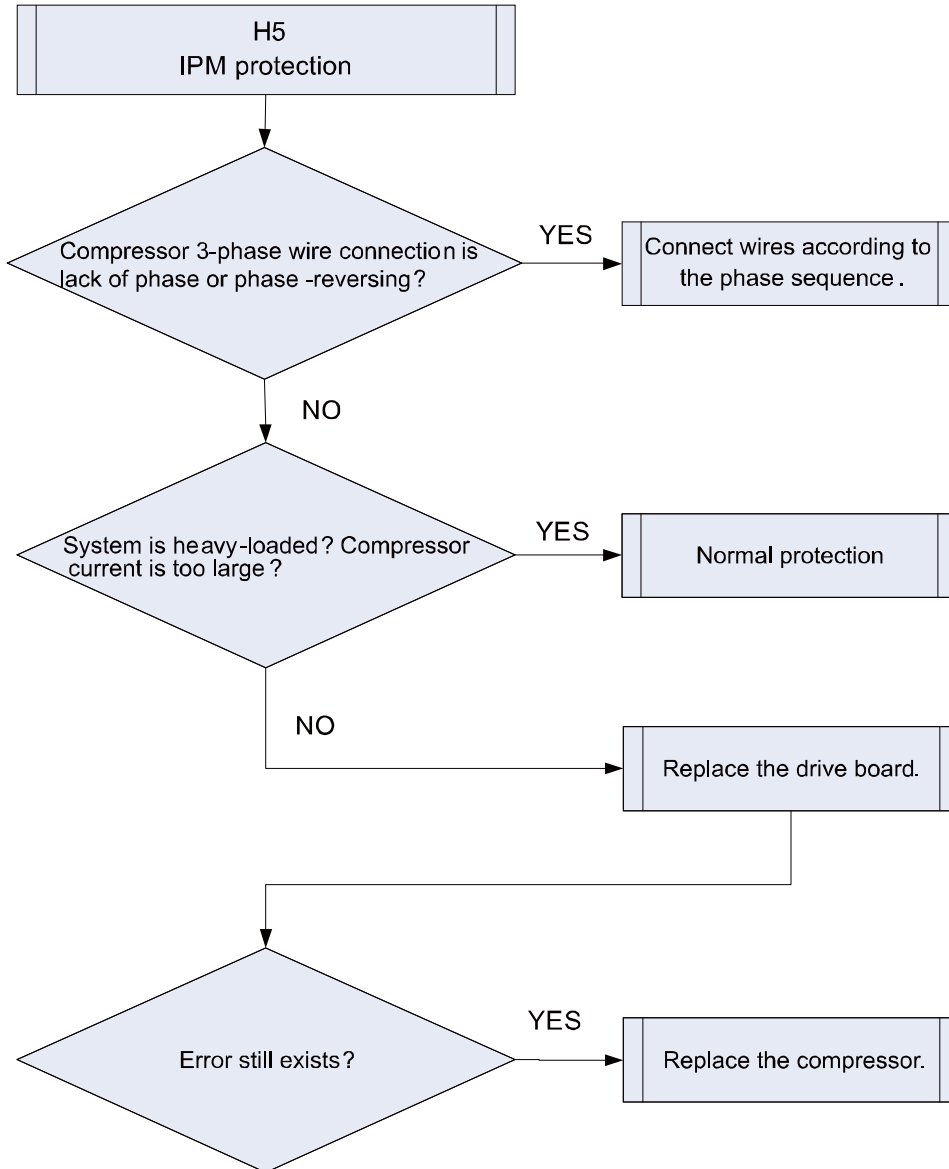 H5
IPM protection
Compressor 3-phase wire connection is
lack of phase or phase -reversing?
YES
Connect wires according to
the phase sequence.
NO
System is heavy-loaded? Compressor
current is too large?
YES
Normal protection
NO
Replace the drive board.
Error still exists?
YES
Replace the compressor.